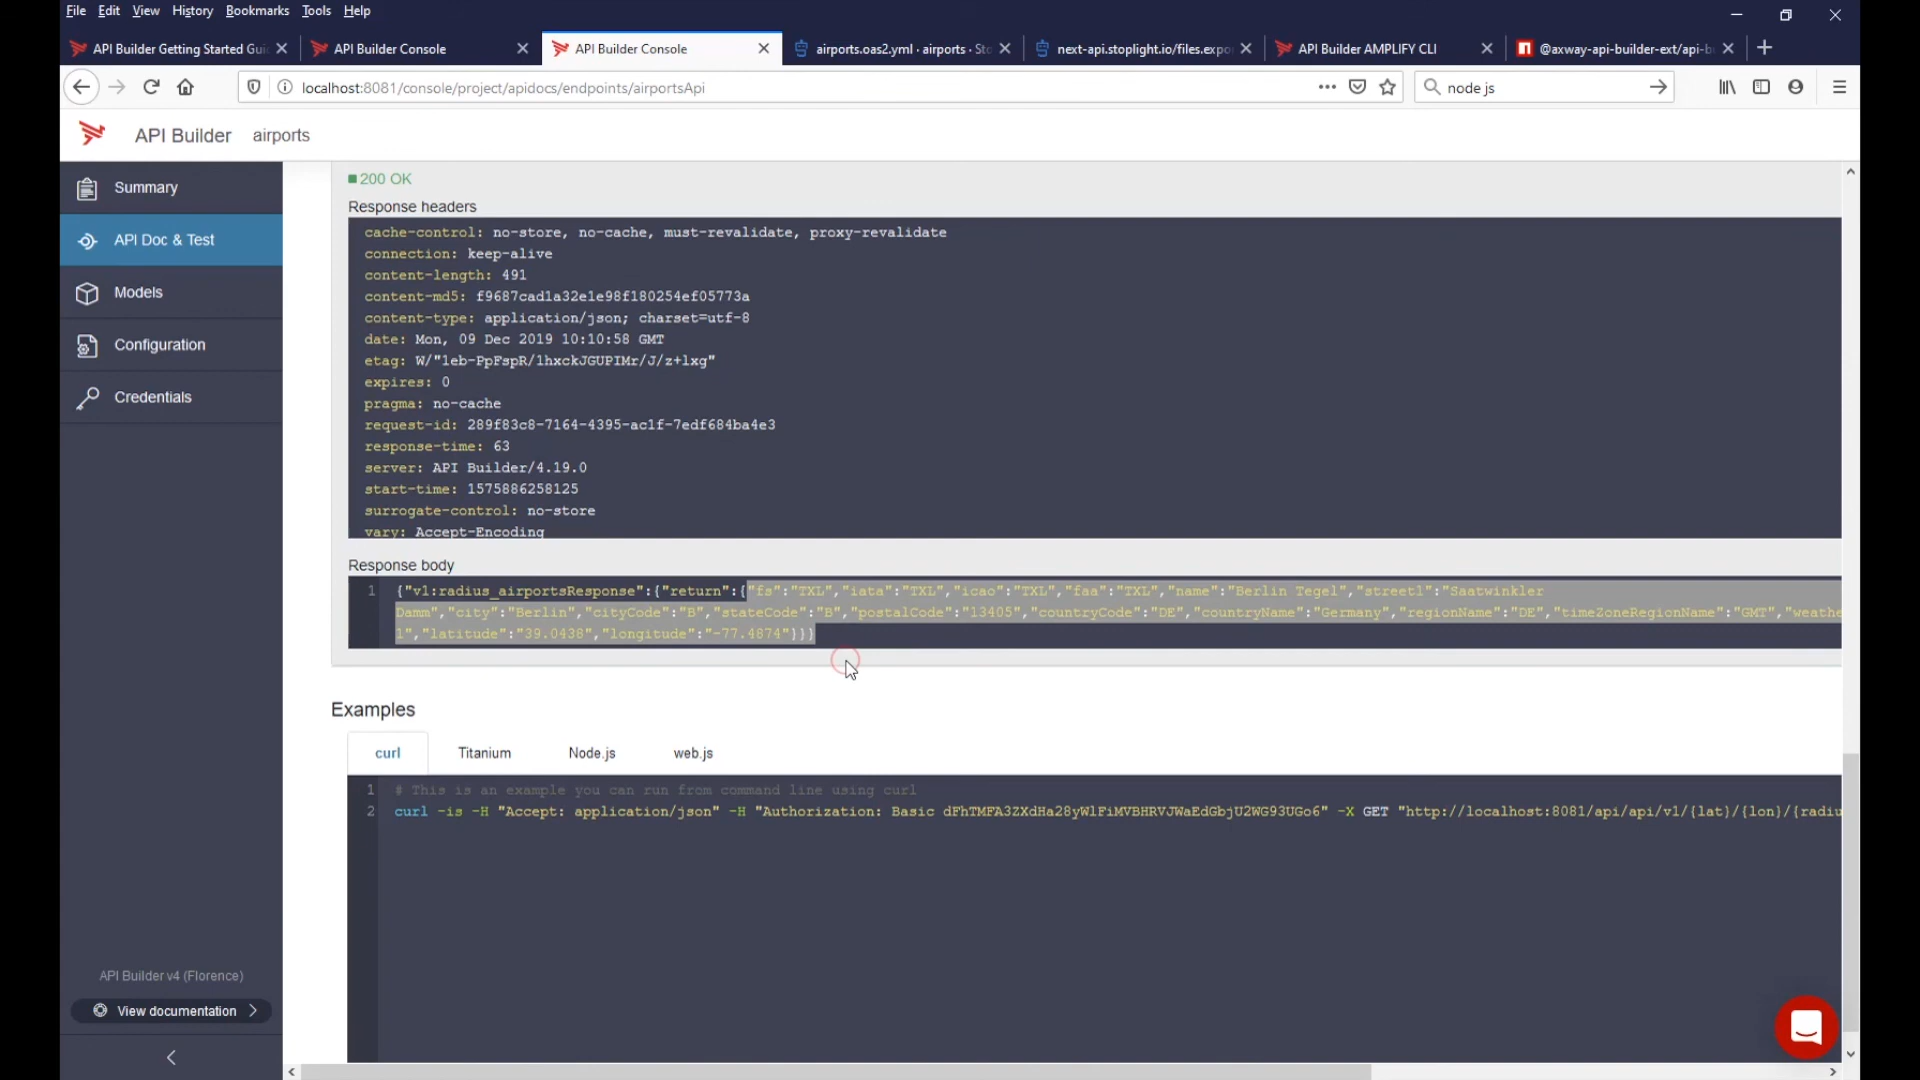 File Edit View History Bookmarks Tools Help
API Builder Getting Started Gui
API Builder Console
API Builder Console
airports.oas2.yml · airports · Sto
next-api.stoplight.io/files.expo
API Builder AMPLIFY CLI
@axway-api-builder-ext/api-b
localhost:8081/console/project/apidocs/endpoints/airportsApi
node js
API Builder airports
Summary
API Doc & Test
Models
Configuration
Credentials
200 OK
Response headers
cache-control: no-store, no-cache, must-revalidate, proxy-revalidate
connection: keep-alive
content-length: 491
content-md5: f9687cad1a32e1e98f180254ef05773a
content-type: application/json; charset=utf-8
date: Mon, 09 Dec 2019 10:10:58 GMT
etag: W/"1eb-PpFspR/lhxckJGUPIMr/J/z+lxg"
expires: 0
pragma: no-cache
request-id: 289f83c8-7164-4395-ac1f-7edf684ba4e3
response-time: 63
server: API Builder/4.19.0
start-time: 1575886258125
surrogate-control: no-store
vary: Accept-Encoding
Response body
1 {"v1:radius_airportsResponse":{"return":{"fs":"TXL","iata":"TXL","icao":"TXL","faa":"TXL","name":"Berlin Tegel","street1":"Saatwinkler
Damm","city":"Berlin","cityCode":"B","stateCode":"B","postalCode":"13405","countryCode":"DE","countryName":"Germany","regionName":"DE","timeZoneRegionName":"GMT","weathe
1","latitude":"39.0438","longitude":"-77.4874"}}}
Examples
curl Titanium Node.js web.js
1 # This is an example you can run from command line using curl
2 curl -is -H "Accept: application/json" -H "Authorization: Basic dFhTMFA3ZXdHa28yWlFiMVBHRVJWaEdGbjU2WG93UGo6" -X GET "http://localhost:8081/api/api/v1/{lat}/{lon}/{radiu
API Builder v4 (Florence)
View documentation